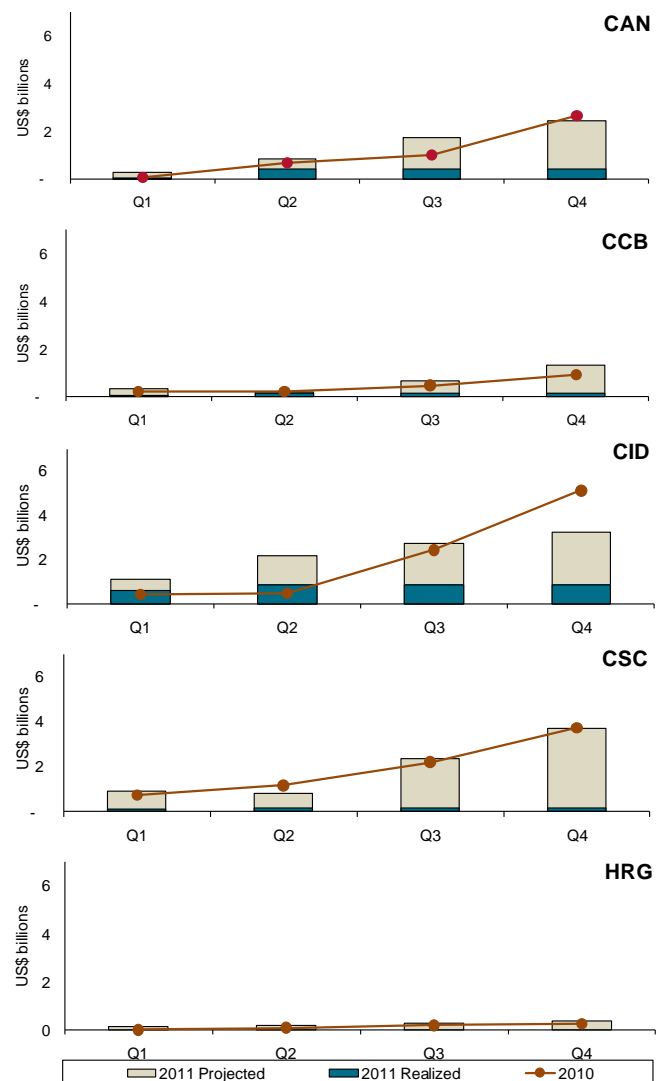 CAN
US$ billions
6
4
2
-
Q1 Q2 Q3 Q4
CCB
US$ billions
6
4
2
-
Q1 Q2 Q3 Q4
CID
US$ billions
6
4
2
-
Q1 Q2 Q3 Q4
CSC
US$ billions
6
4
2
-
Q1 Q2 Q3 Q4
HRG
US$ billions
6
4
2
0
Q1 Q2 Q3 Q4
2011 Projected 2011 Realized 2010